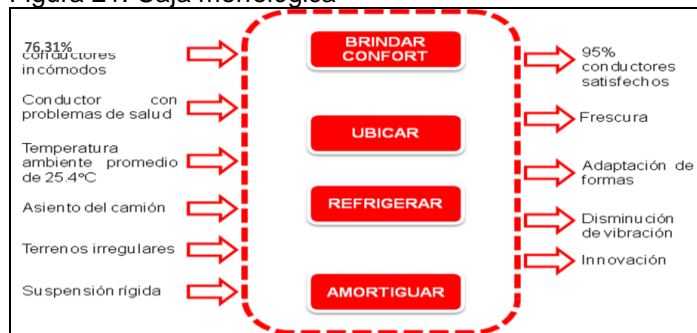 Figura 21. Caja morfológica
76,31%
conductores
incómodos
Conductor con
problemas de salud
Temperatura
ambiente promedio
de 25.4°C
Asiento del camión
Terrenos irregulares
Suspensión rígida
BRINDAR
CONFORT
UBICAR
REFRIGERAR
AMORTIGUAR
95%
conductores
satisfechos
Frescura
Adaptación de
formas
Disminución
de vibración
Innovación